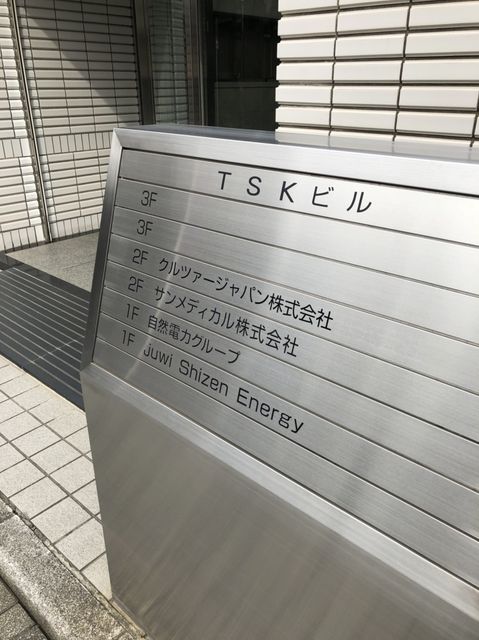 TSKビル
3F
3F
2F クルツァージャパン株式会社
2F サンメディカル株式会社
1F 自然電力グループ
1F Juwi Shizen Energy